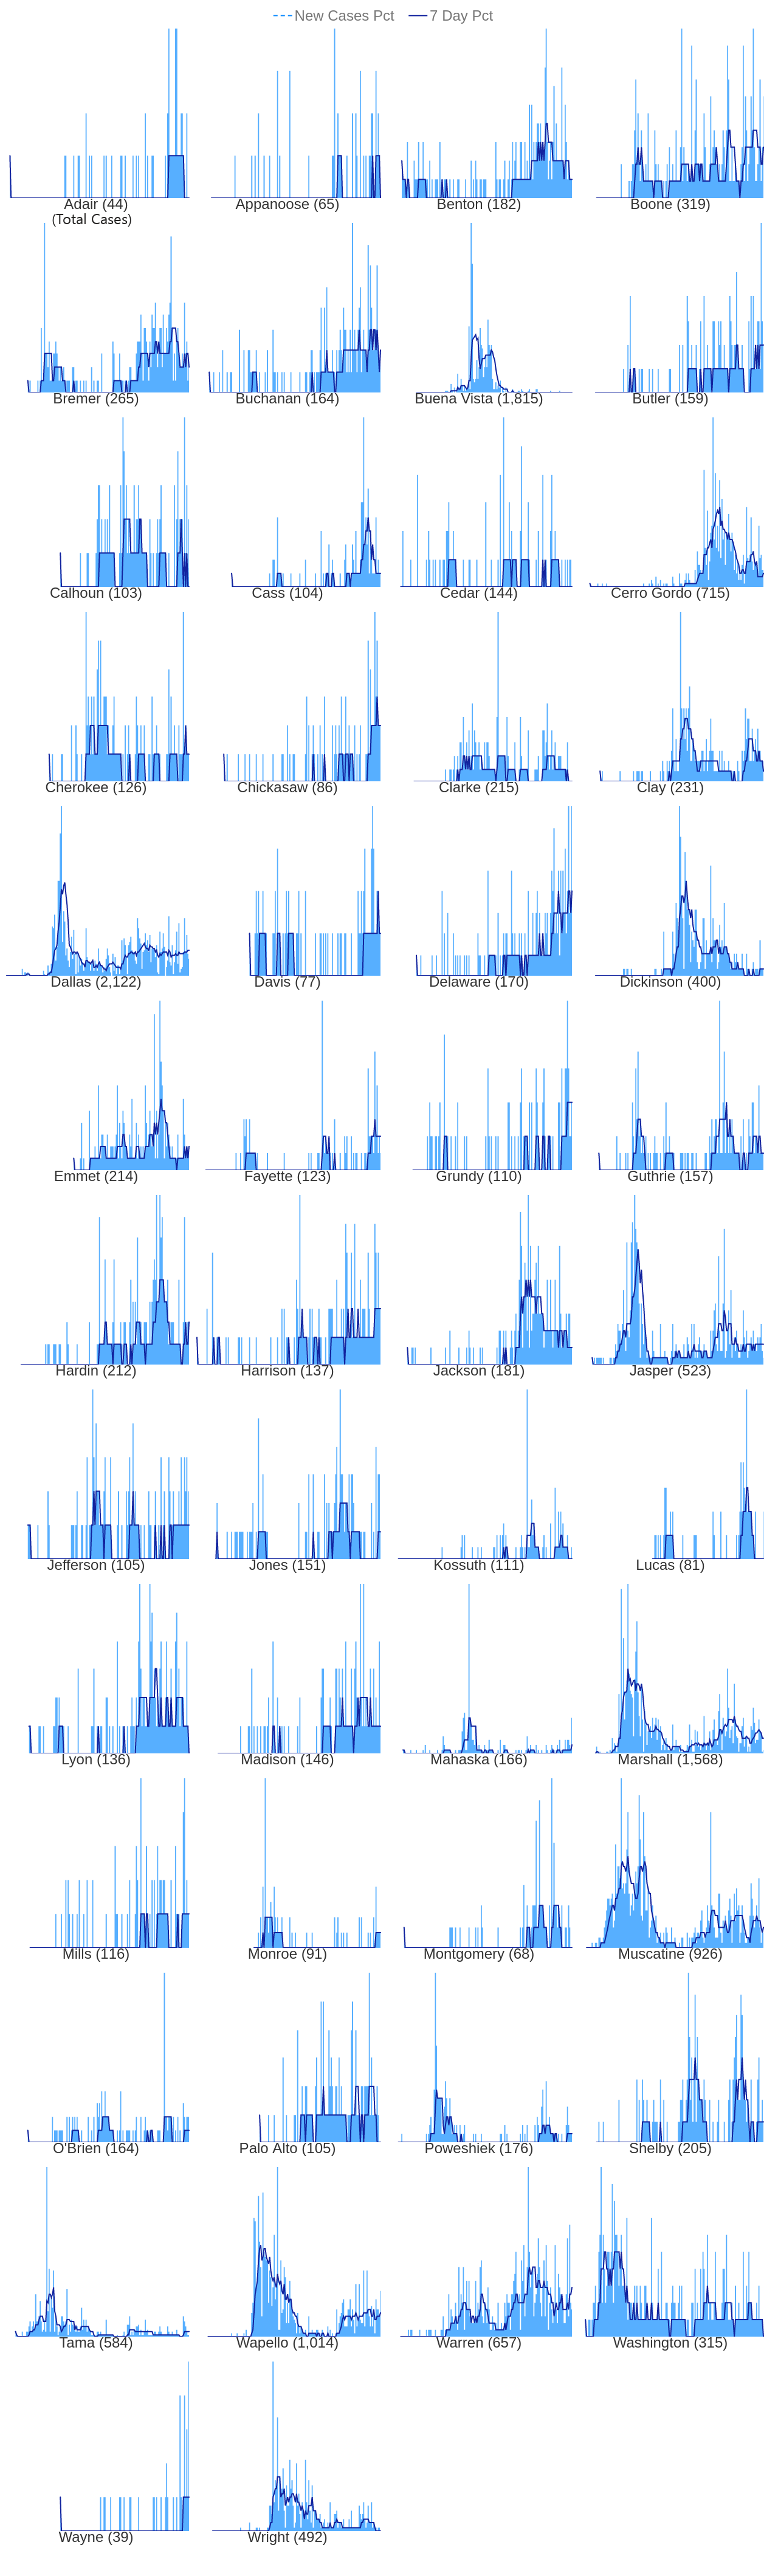 New Cases Pct 7 Day Pct
Adair (44) Appanoose (65) Benton (182) Boone (319)
(Total Cases)
Bremer (265) Buchanan (164) Buena Vista (1,815) Butler (159)
Calhoun (103) Cass (104) Cedar (144) Cerro Gordo (715)
Cherokee (126) Chickasaw (86) Clarke (215) Clay (231)
Dallas (2,122) Davis (77) Delaware (170) Dickinson (400)
Emmet (214) Fayette (123) Grundy (110) Guthrie (157)
Hardin (212) Harrison (137) Jackson (181) Jasper (523)
Jefferson (105) Jones (151) Kossuth (111) Lucas (81)
Lyon (136) Madison (146) Mahaska (166) Marshall (1,568)
Mills (116) Monroe (91) Montgomery (68) Muscatine (926)
O'Brien (164) Palo Alto (105) Poweshiek (176) Shelby (205)
Tama (584) Wapello (1,014) Warren (657) Washington (315)
Wayne (39) Wright (492)